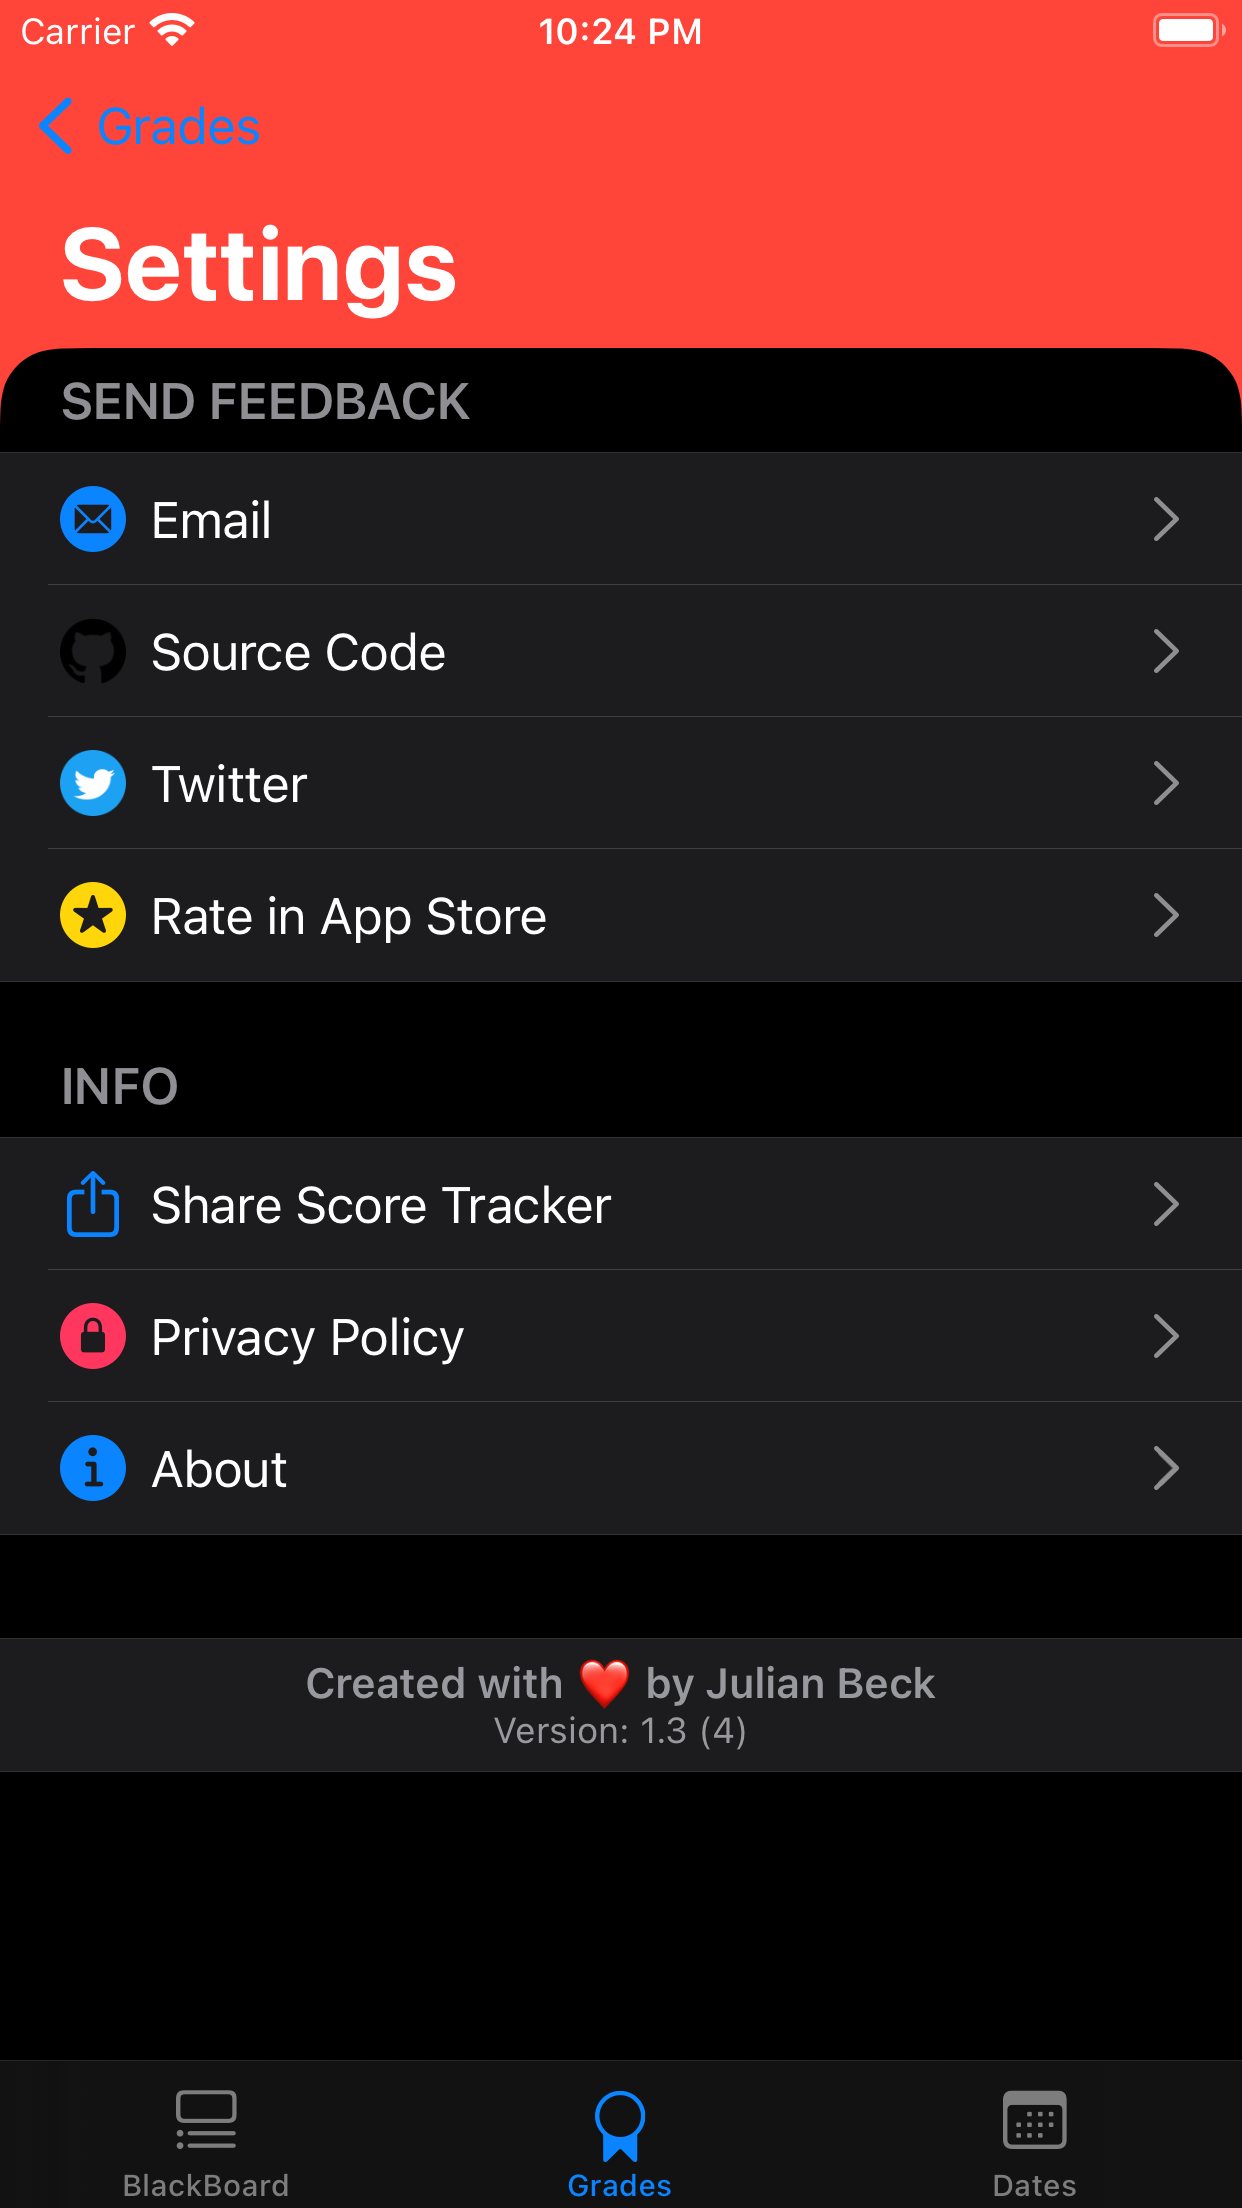 Carrier 10:24 PM
Grades
Settings
SEND FEEDBACK
Email
Source Code
Twitter
Rate in App Store
INFO
Share Score Tracker
Privacy Policy
About
Created with ❤️ by Julian Beck
Version: 1.3 (4)
BlackBoard Grades Dates